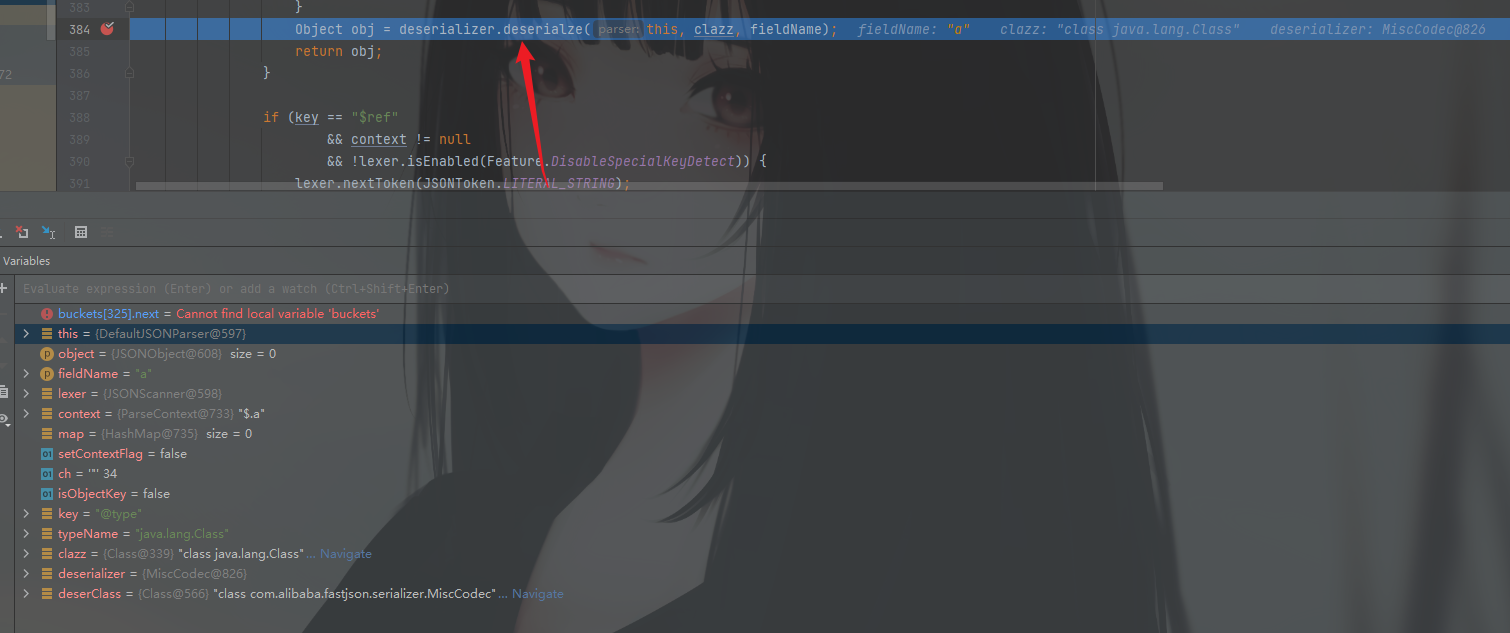 383 }
384 Object obj = deserializer.deserialze( parser: this, clazz, fieldName); fieldName: "a" clazz: "class java.lang.Class" deserializer: MiscCodec@826
385 return obj;
72
386 }
387
388 if (key == "$ref"
389 && context != null
390 && !lexer.isEnabled(Feature.DisableSpecialKeyDetect)) {
391 lexer.nextToken(JSONToken.LITERAL_STRING);
Variables
Evaluate expression (Enter) or add a watch (Ctrl+Shift+Enter)
buckets[325].next = Cannot find local variable 'buckets'
this = {DefaultJSONParser@597}
object = {JSONObject@608} size = 0
fieldName = "a"
lexer = {JSONScanner@598}
context = {ParseContext@733} "$.a"
map = {HashMap@735} size = 0
setContextFlag = false
ch = '"' 34
isObjectKey = false
key = "@type"
typeName = "java.lang.Class"
clazz = {Class@339} "class java.lang.Class" ... Navigate
deserializer = {MiscCodec@826}
deserClass = {Class@566} "class com.alibaba.fastjson.serializer.MiscCodec" ... Navigate